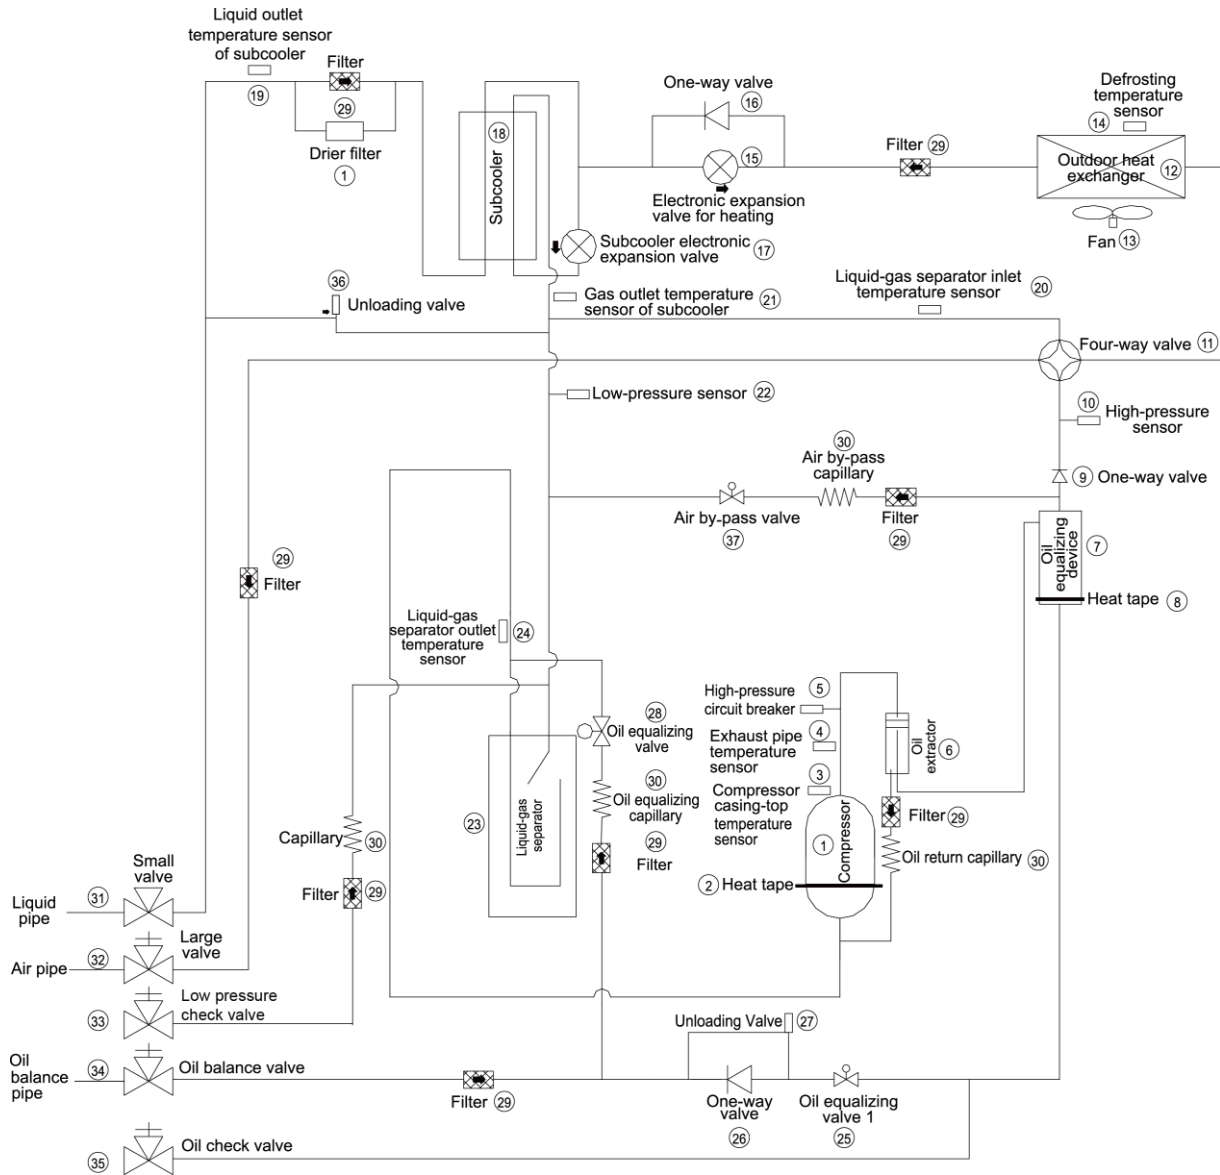 Liquid outlet
temperature sensor
of subcooler
19
Filter
29
Drier filter
1
18
Subcooler
One-way valve
16
15
Electronic expansion
valve for heating
Filter 29
Defrosting
temperature
sensor
14
Outdoor heat
exchanger
12
Fan 13
Subcooler electronic
expansion valve
17
36
Unloading valve
Gas outlet temperature
sensor of subcooler
21
Liquid-gas separator inlet
temperature sensor
20
Four-way valve 11
Low-pressure sensor 22
10
High-pressure
sensor
30
Air by-pass
capillary
9 One-way valve
Air by-pass valve
37
Filter
29
Oil
equalizing
device
7
Heat tape 8
29
Filter
Liquid-gas
separator outlet
temperature
sensor
24
High-pressure
circuit breaker
5
28
Oil equalizing
valve
Exhaust pipe
temperature
sensor
4
Oil
extractor
6
30
Oil equalizing
capillary
Compressor
casing-top
temperature
sensor
3
23
Liquid-gas
separator
Capillary
30
29
Filter
1
Compressor
Filter 29
Oil return capillary 30
2 Heat tape
Small
valve
Filter 29
Liquid
pipe
31
Large
valve
Air pipe 32
Low pressure
check valve
33
Unloading Valve 27
Oil
balance
pipe
34
Oil balance valve
Filter 29
One-way
valve
26
Oil equalizing
valve 1
25
Oil check valve
35